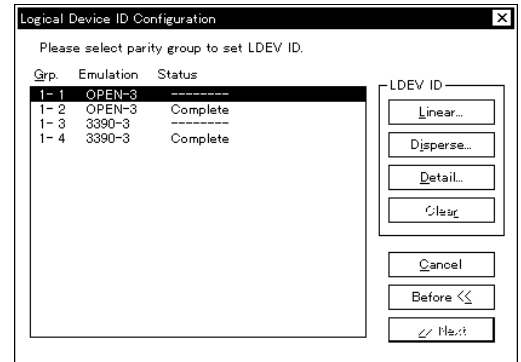 Logical Device ID Configuration
Please select parity group to set LDEV ID.
Grp. Emulation Status
1- 1 OPEN-3 --------
1- 2 OPEN-3 Complete
1- 3 3390-3 --------
1- 4 3390-3 Complete
LDEV ID
Linear...
Disperse...
Detail...
Clear
Cancel
Before <<
>> Next